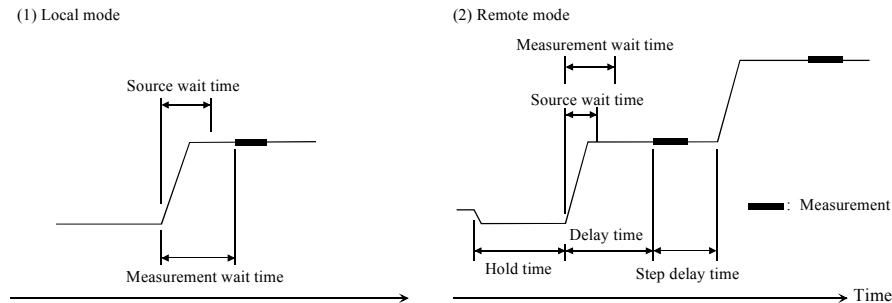 (1) Local mode
(2) Remote mode
Measurement wait time
Source wait time
Source wait time
: Measurement
Delay time
Hold time
Step delay time
Measurement wait time
Time